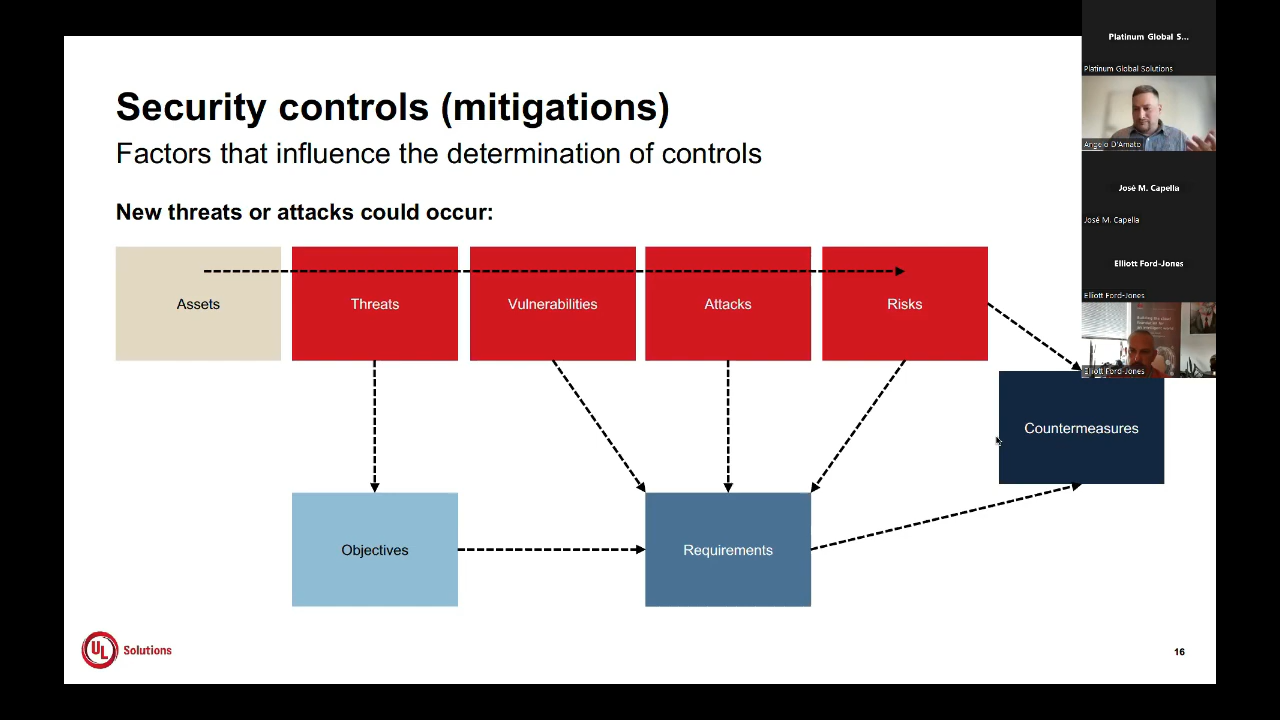 Security controls (mitigations)
Factors that influence the determination of controls
New threats or attacks could occur:
Assets
Threats
Vulnerabilities
Attacks
Risks
Countermeasures
Objectives
Requirements
UL
Solutions
16
Platinum Global S...
Platinum Global Solutions
Angelo D'Amato
José M. Capella
José M. Capella
Elliott Ford-Jones
Elliott Ford-Jones
Elliott Ford-Jones